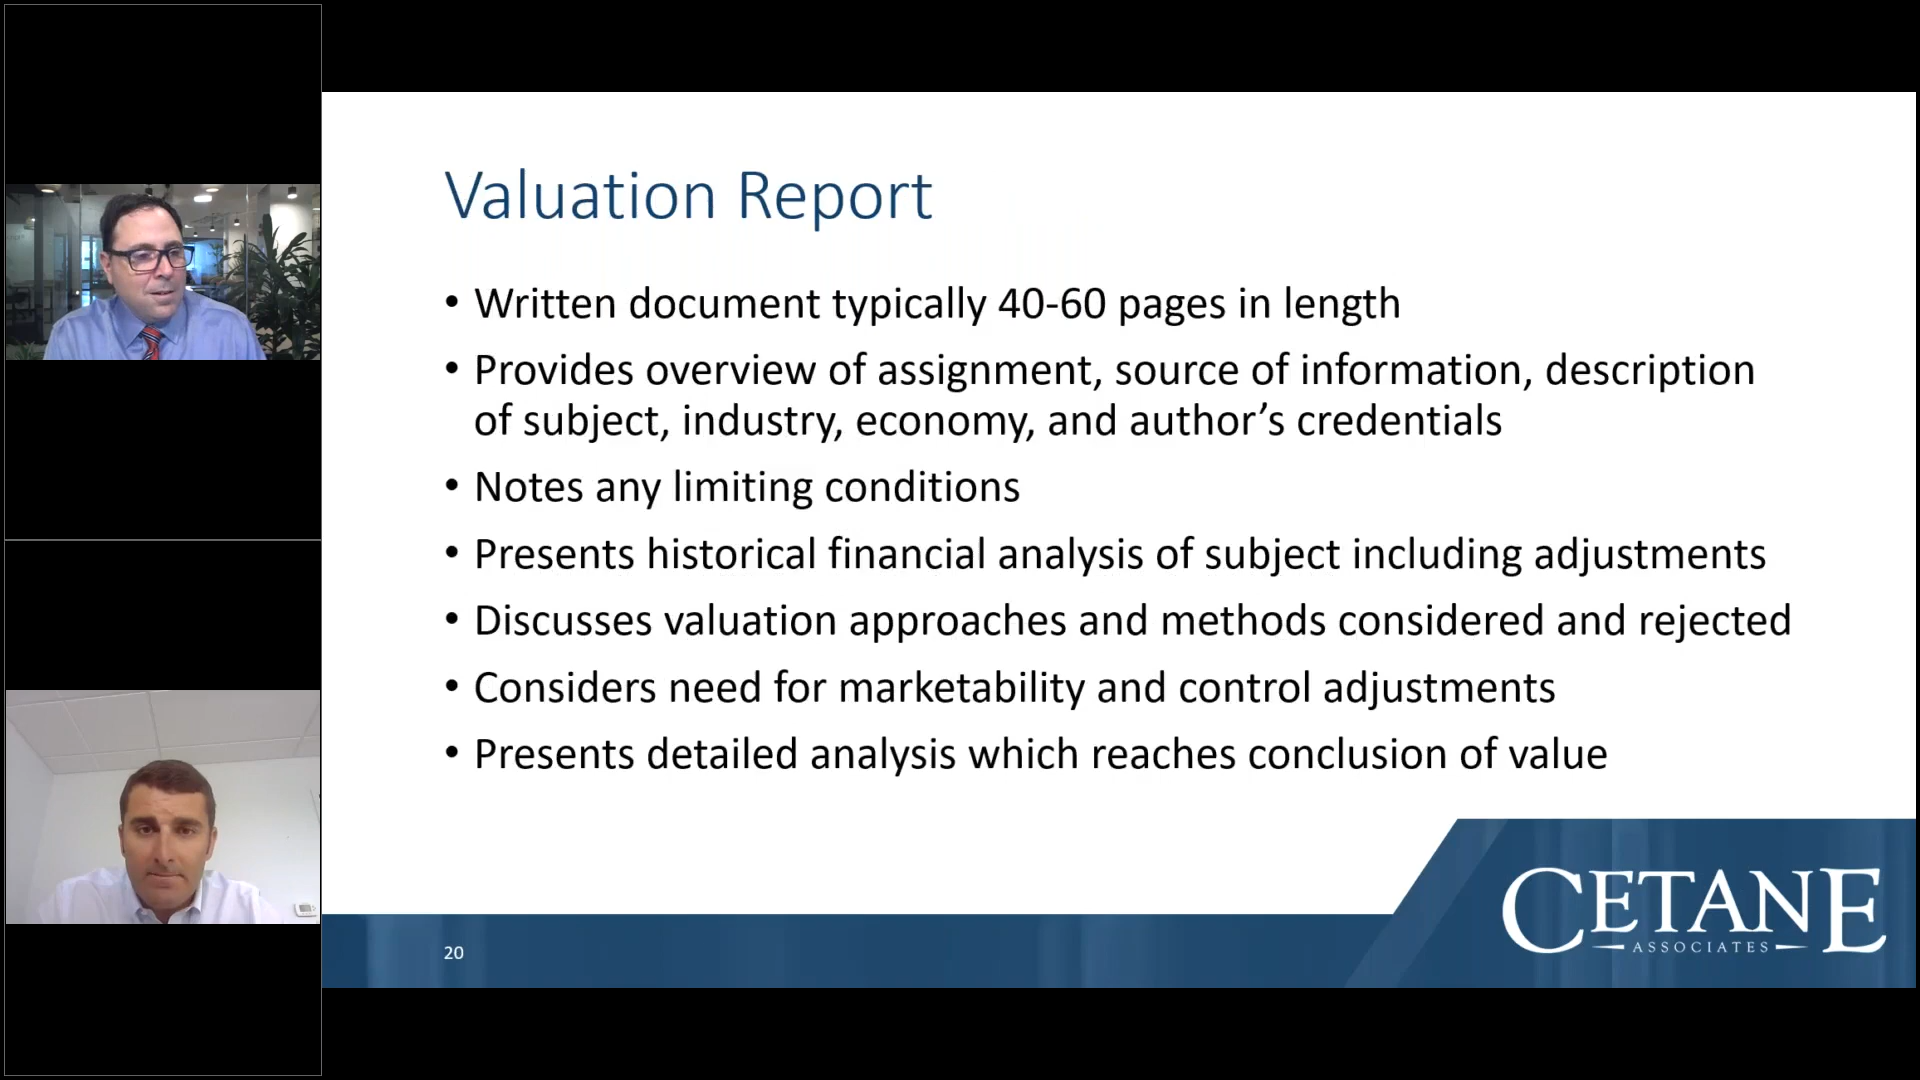 Valuation Report
• Written document typically 40-60 pages in length
• Provides overview of assignment, source of information, description
of subject, industry, economy, and author’s credentials
• Notes any limiting conditions
• Presents historical financial analysis of subject including adjustments
• Discusses valuation approaches and methods considered and rejected
• Considers need for marketability and control adjustments
• Presents detailed analysis which reaches conclusion of value
20
CETANE
ASSOCIATES